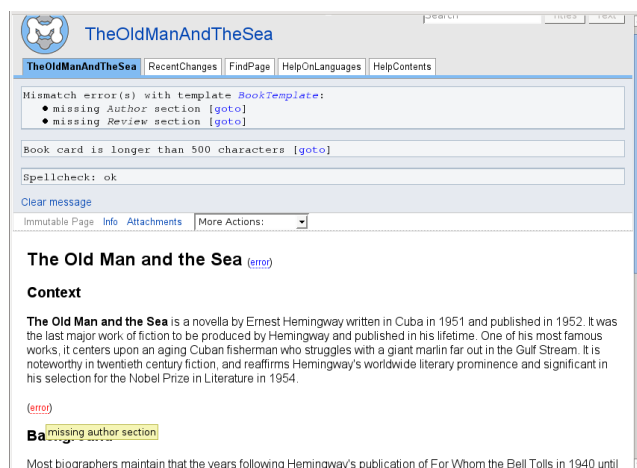 Search Titles Text
TheOldManAndTheSea
TheOldManAndTheSea RecentChanges FindPage HelpOnLanguages HelpContents
Mismatch error(s) with template BookTemplate:
● missing Author section [goto]
● missing Review section [goto]
Book card is longer than 500 characters [goto]
Spellcheck: ok
Clear message
Immutable Page Info Attachments More Actions:
The Old Man and the Sea (error)
Context
The Old Man and the Sea is a novella by Ernest Hemingway written in Cuba in 1951 and published in 1952. It was
the last major work of fiction to be produced by Hemingway and published in his lifetime. One of his most famous
works, it centers upon an aging Cuban fisherman who struggles with a giant marlin far out in the Gulf Stream. It is
noteworthy in twentieth century fiction, and reaffirms Hemingway's worldwide literary prominence and significant in
his selection for the Nobel Prize in Literature in 1954.
(error)
missing author section
Background
Most biographers maintain that the years following Hemingway's publication of For Whom the Bell Tolls in 1940 until